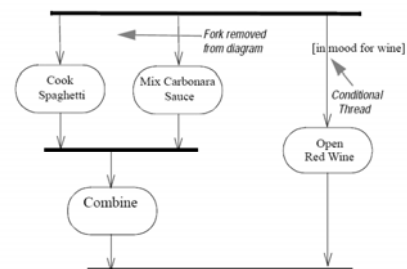 Fork removed
from diagram
[in mood for wine]
Cook
Spaghetti
Mix Carbonara
Sauce
Conditional
Thread
Open
Red Wine
Combine